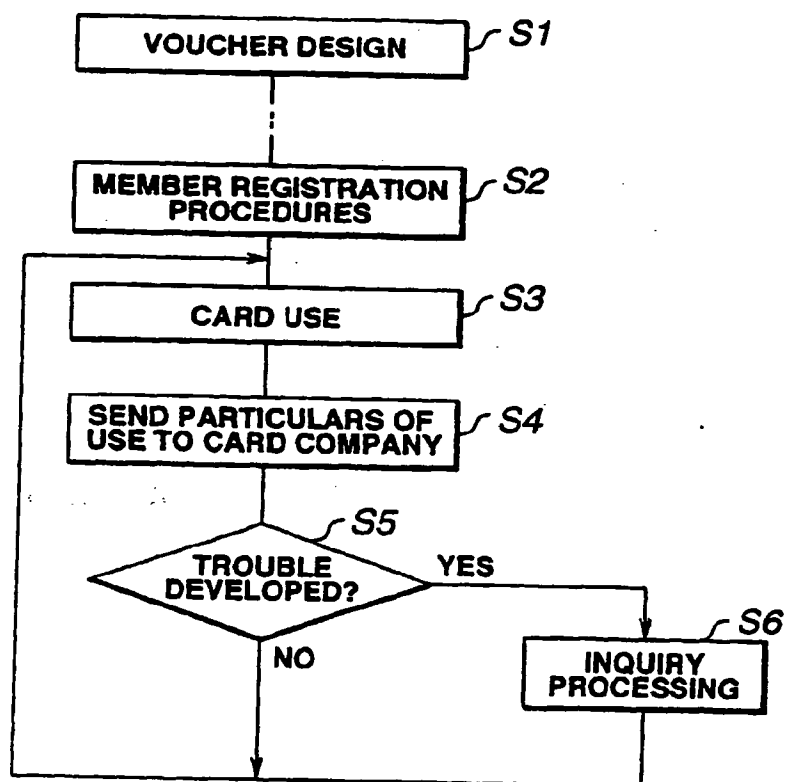 VOUCHER DESIGN S1
MEMBER REGISTRATION
PROCEDURES S2
CARD USE S3
SEND PARTICULARS OF
USE TO CARD COMPANY S4
S5
TROUBLE
DEVELOPED?
YES
NO
S6
INQUIRY
PROCESSING